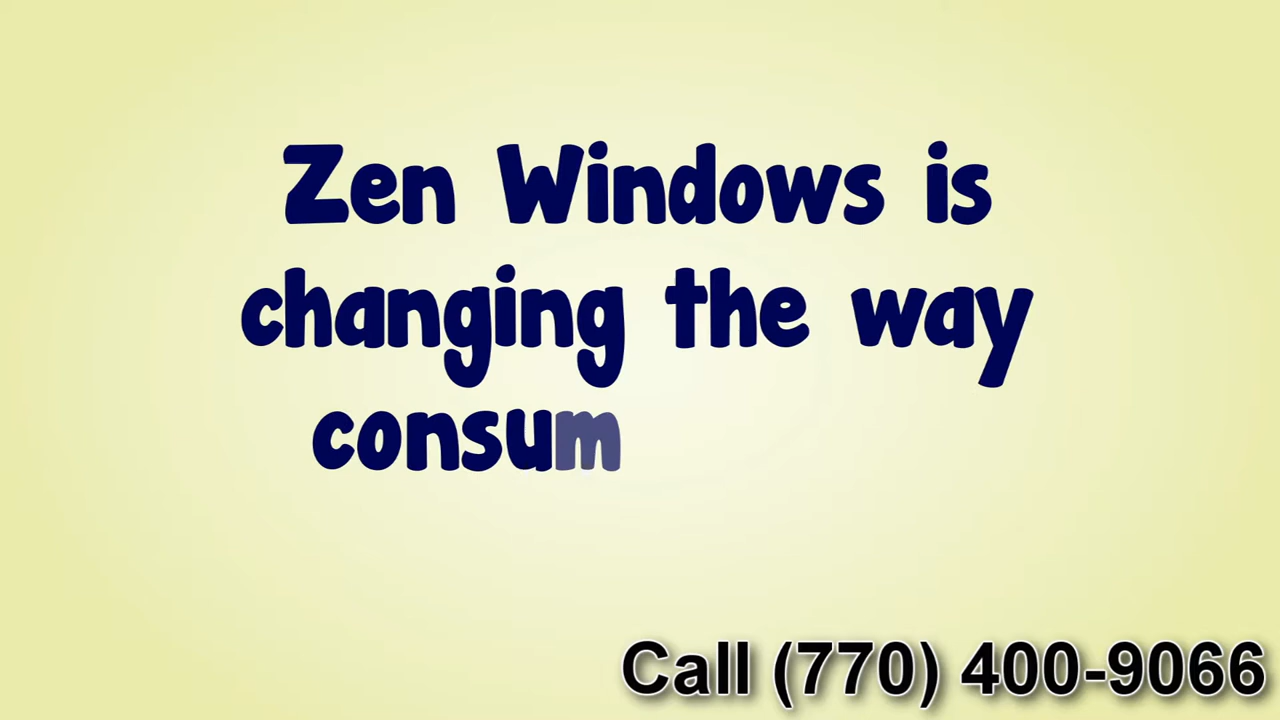 Zen Windows is
changing the way
consum
Call (770) 400-9066